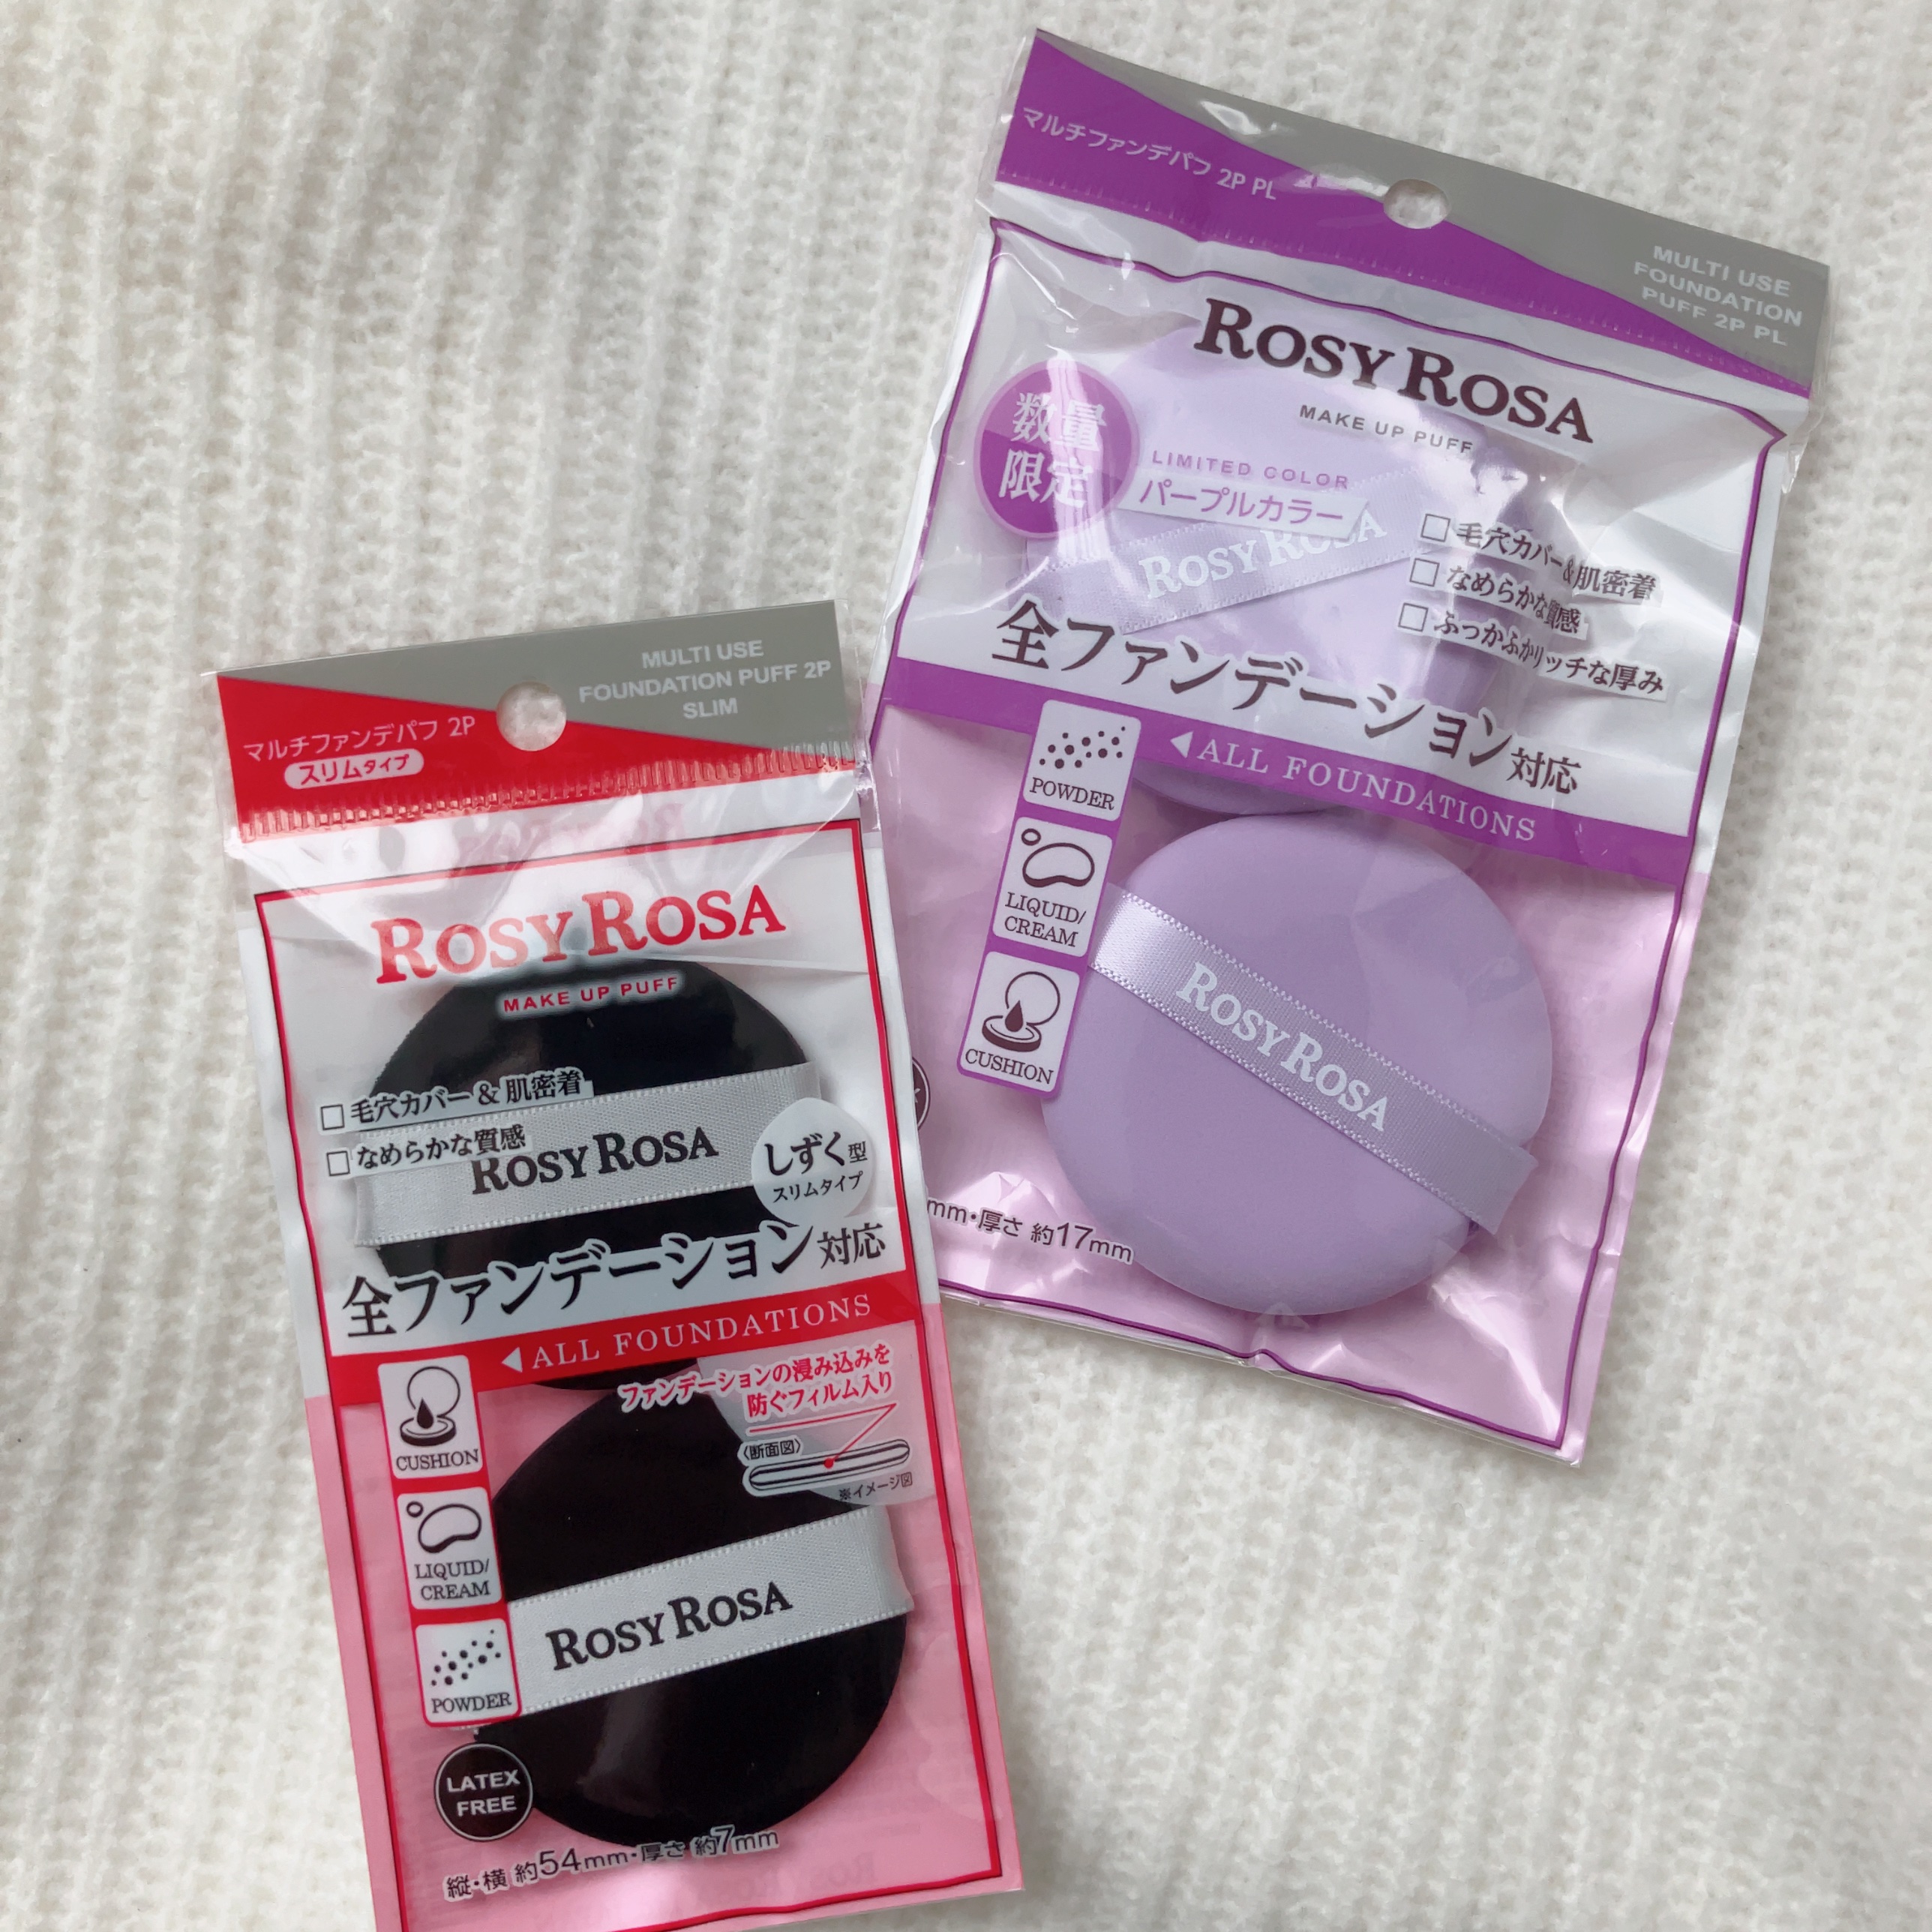 マルチファンデパフ 2P
スリムタイプ
MULTI USE
FOUNDATION PUFF 2P
SLIM
ROSY ROSA
MAKE UP PUFF
□ 毛穴カバー & 肌密着
□ なめらかな質感
ROSY ROSA
しずく型
スリムタイプ
全ファンデーション対応
◀ALL FOUNDATIONS
ファンデーションの浸み込みを
防ぐフィルム入り
〈断面図〉
※イメージ図
CUSHION
LIQUID/
CREAM
POWDER
ROSY ROSA
LATEX
FREE
縦・横 約54mm・厚さ 約7mm
マルチファンデパフ 2P PL
MULTI USE
FOUNDATION
PUFF 2P PL
ROSY ROSA
MAKE UP PUFF
数量
限定
LIMITED COLOR
パープルカラー
ROSY ROSA
□ 毛穴カバー&肌密着
□ なめらかな質感
□ ふっかふかリッチな厚み
全ファンデーション対応
◀ALL FOUNDATIONS
POWDER
LIQUID/
CREAM
CUSHION
ROSY ROSA
mm・厚さ 約17mm